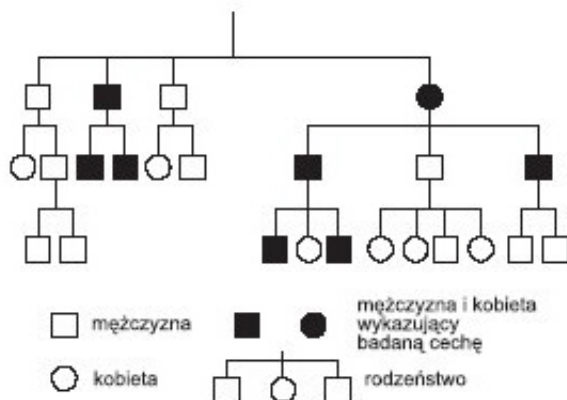 mężczyzna
mężczyzna i kobieta
wykazujący
badaną cechę
kobieta
rodzeństwo